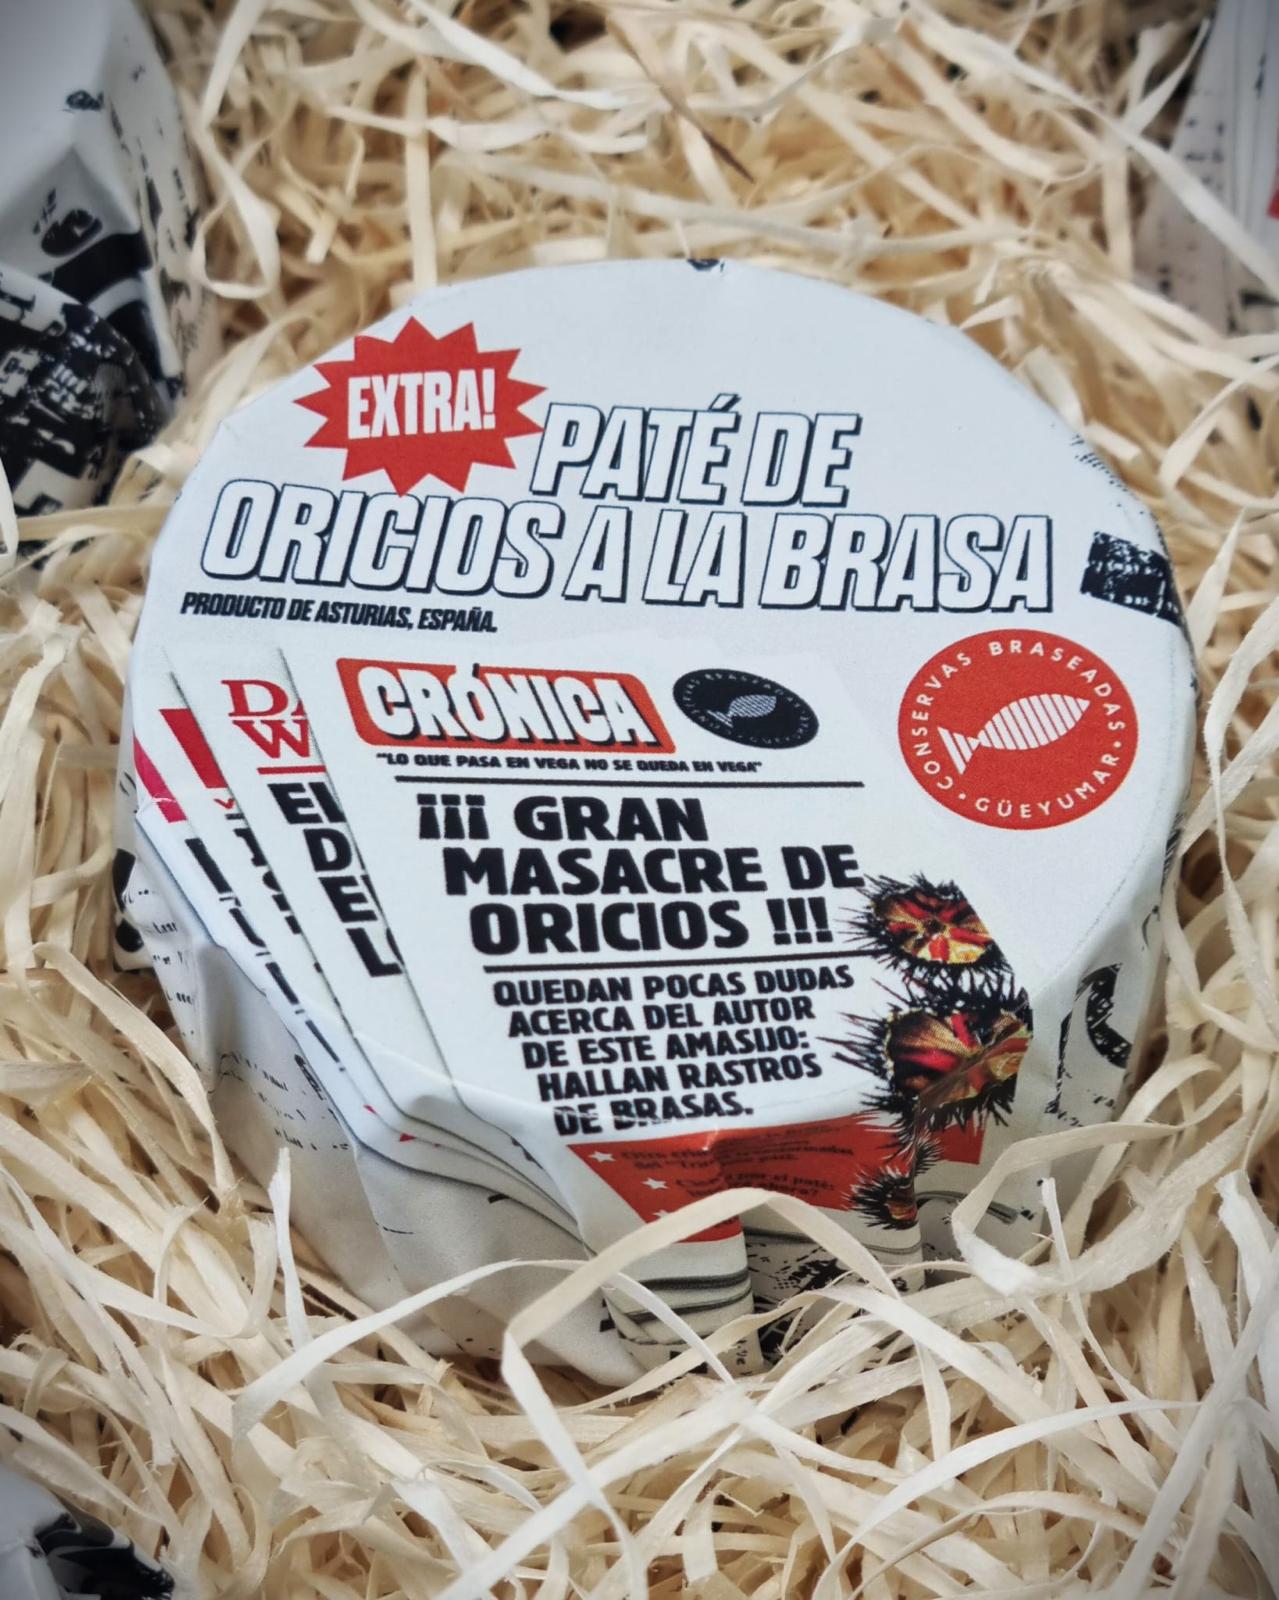 EXTRA!
PATÉ DE
ORICIOS A LA BRASA
PRODUCTO DE ASTURIAS, ESPAÑA.
CRÓNICA
"LO QUE PASA EN VEGA NO SE QUEDA EN VEGA"
CONSERVAS BRASEADAS
• GÜEYUMAR •
¡¡¡ GRAN
MASACRE DE
ORICIOS !!!
QUEDAN POCAS DUDAS
ACERCA DEL AUTOR
DE ESTE AMASIJO:
HALLAN RASTROS
DE BRASAS.